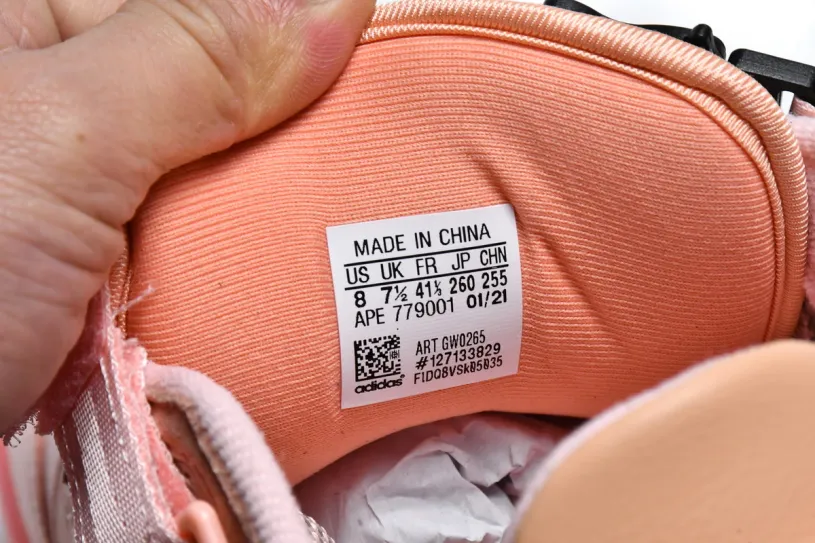 MADE IN CHINA
US UK FR JP CHN
8 7½ 41⅓ 260 255
APE 779001 01/21
ART GW0265
#127133829
F1DQ8VSk05035
adidas